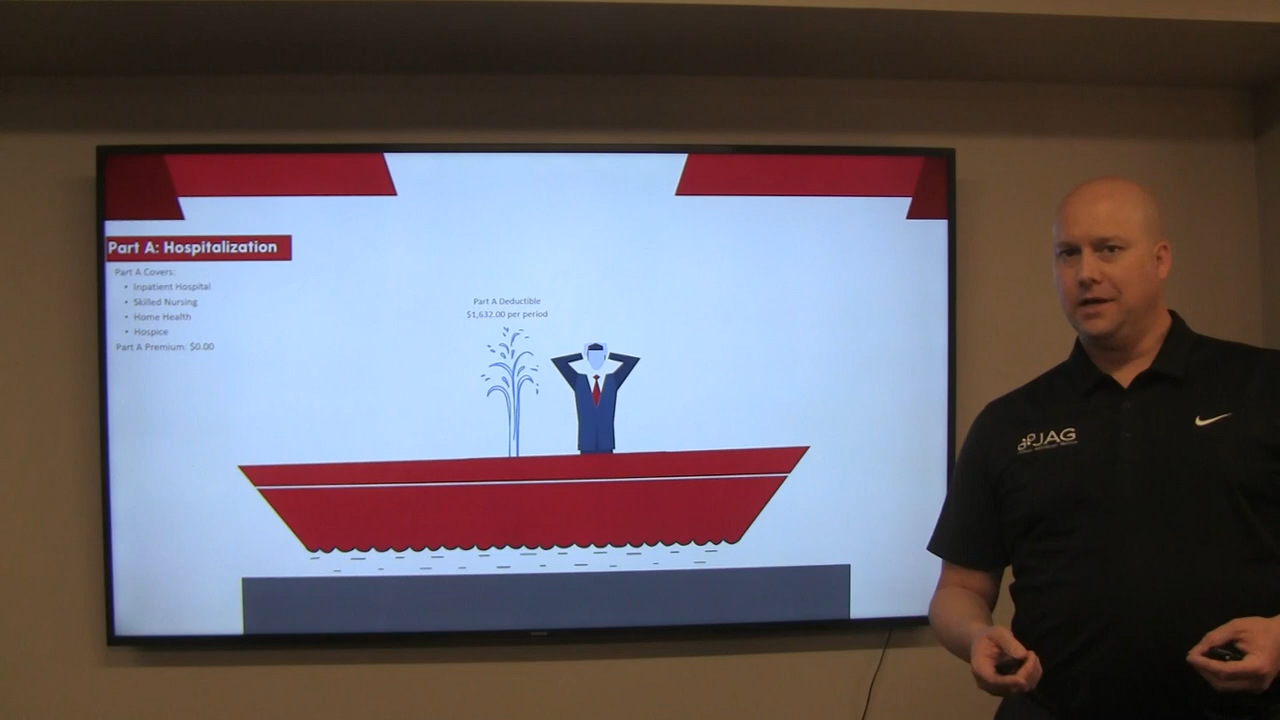 Part A: Hospitalization
Part A Covers:
• Inpatient Hospital
• Skilled Nursing
• Home Health
• Hospice
Part A Premium: $0.00
Part A Deductible
$1,632.00 per period
JAG